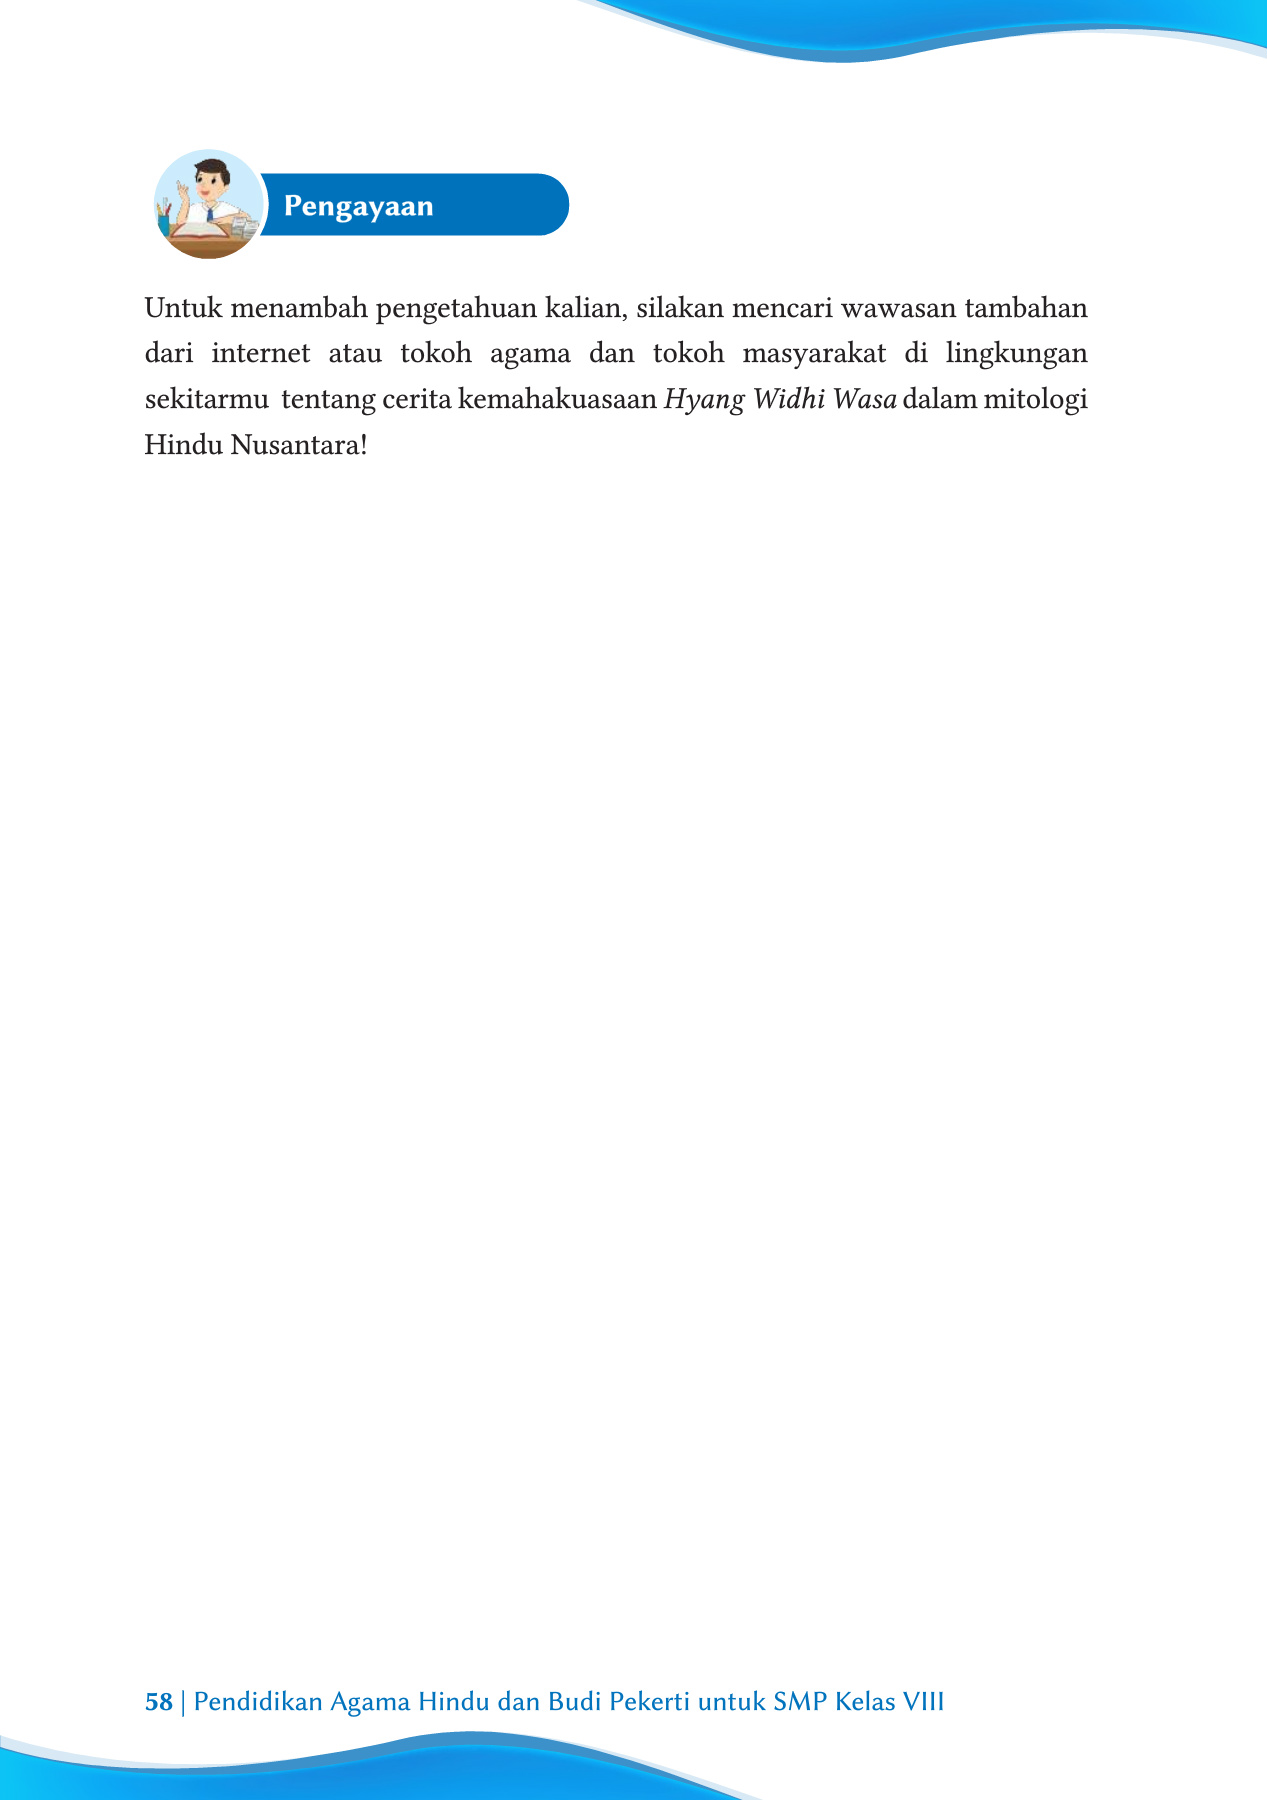 Pengayaan
Untuk menambah pengetahuan kalian, silakan mencari wawasan tambahan
dari internet atau tokoh agama dan tokoh masyarakat di lingkungan
sekitarmu tentang cerita kemahakuasaan Hyang Widhi Wasa dalam mitologi
Hindu Nusantara!
58 | Pendidikan Agama Hindu dan Budi Pekerti untuk SMP Kelas VIII